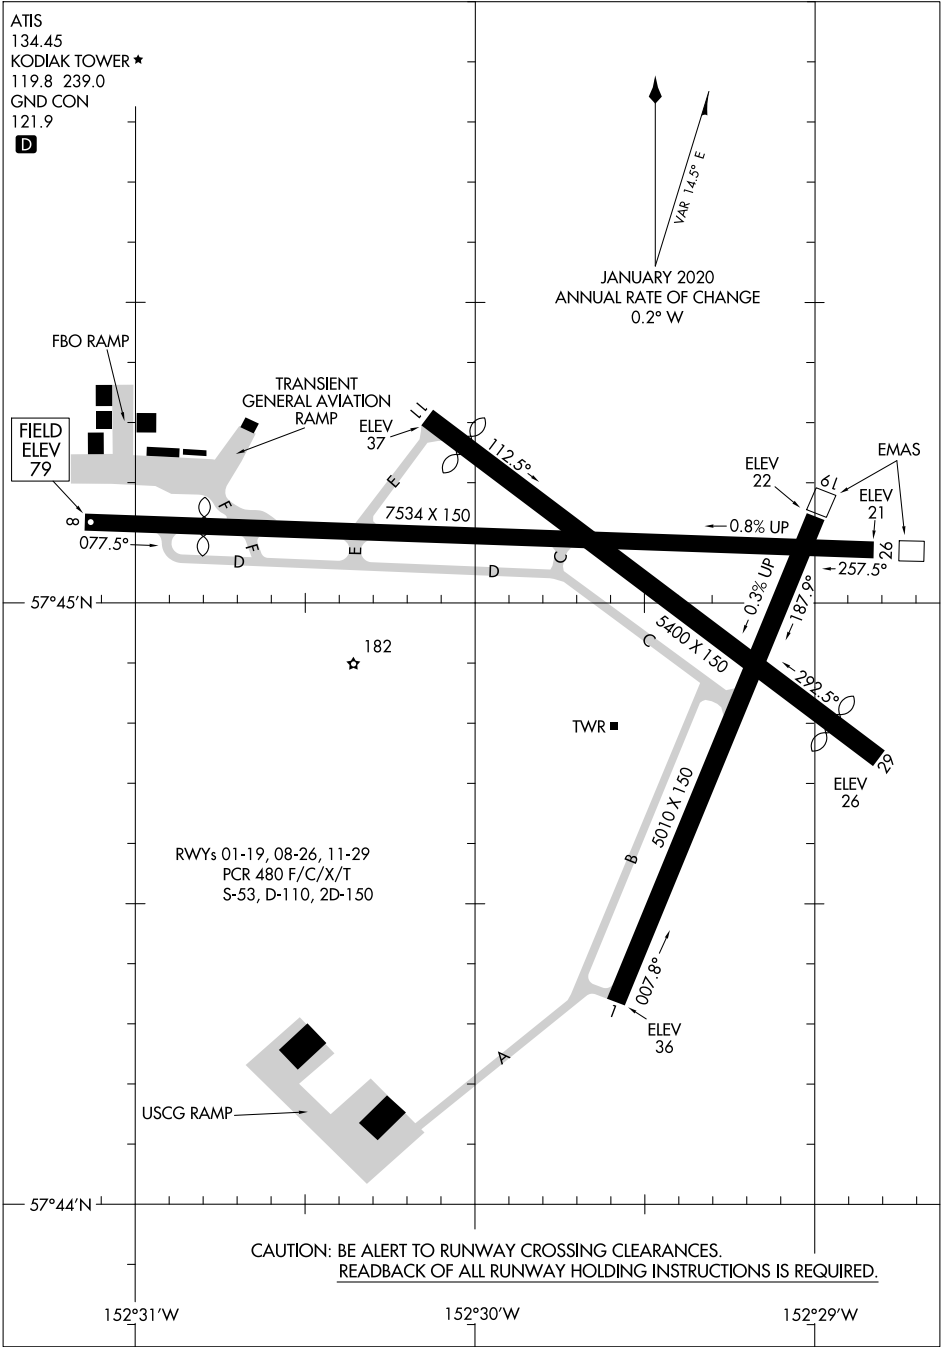 ATIS
134.45
KODIAK TOWER ★
119.8 239.0
GND CON
121.9
D
VAR 14.5° E
JANUARY 2020
ANNUAL RATE OF CHANGE
0.2° W
FBO RAMP
TRANSIENT
GENERAL AVIATION
RAMP
FIELD
ELEV
79
ELEV
37
11
112.5°
E
F
8
077.5°
7534 X 150
0.8% UP
ELEV
22
19
EMAS
ELEV
21
26
257.5°
F
E
D
D
C
57°45'N
0.3% UP
187.9°
182
C
5400 X 150
292.5°
TWR
29
ELEV
26
5010 X 150
B
RWYs 01-19, 08-26, 11-29
PCR 480 F/C/X/T
S-53, D-110, 2D-150
007.8°
1
ELEV
36
A
USCG RAMP
57°44'N
CAUTION: BE ALERT TO RUNWAY CROSSING CLEARANCES.
READBACK OF ALL RUNWAY HOLDING INSTRUCTIONS IS REQUIRED.
152°31'W
152°30'W
152°29'W